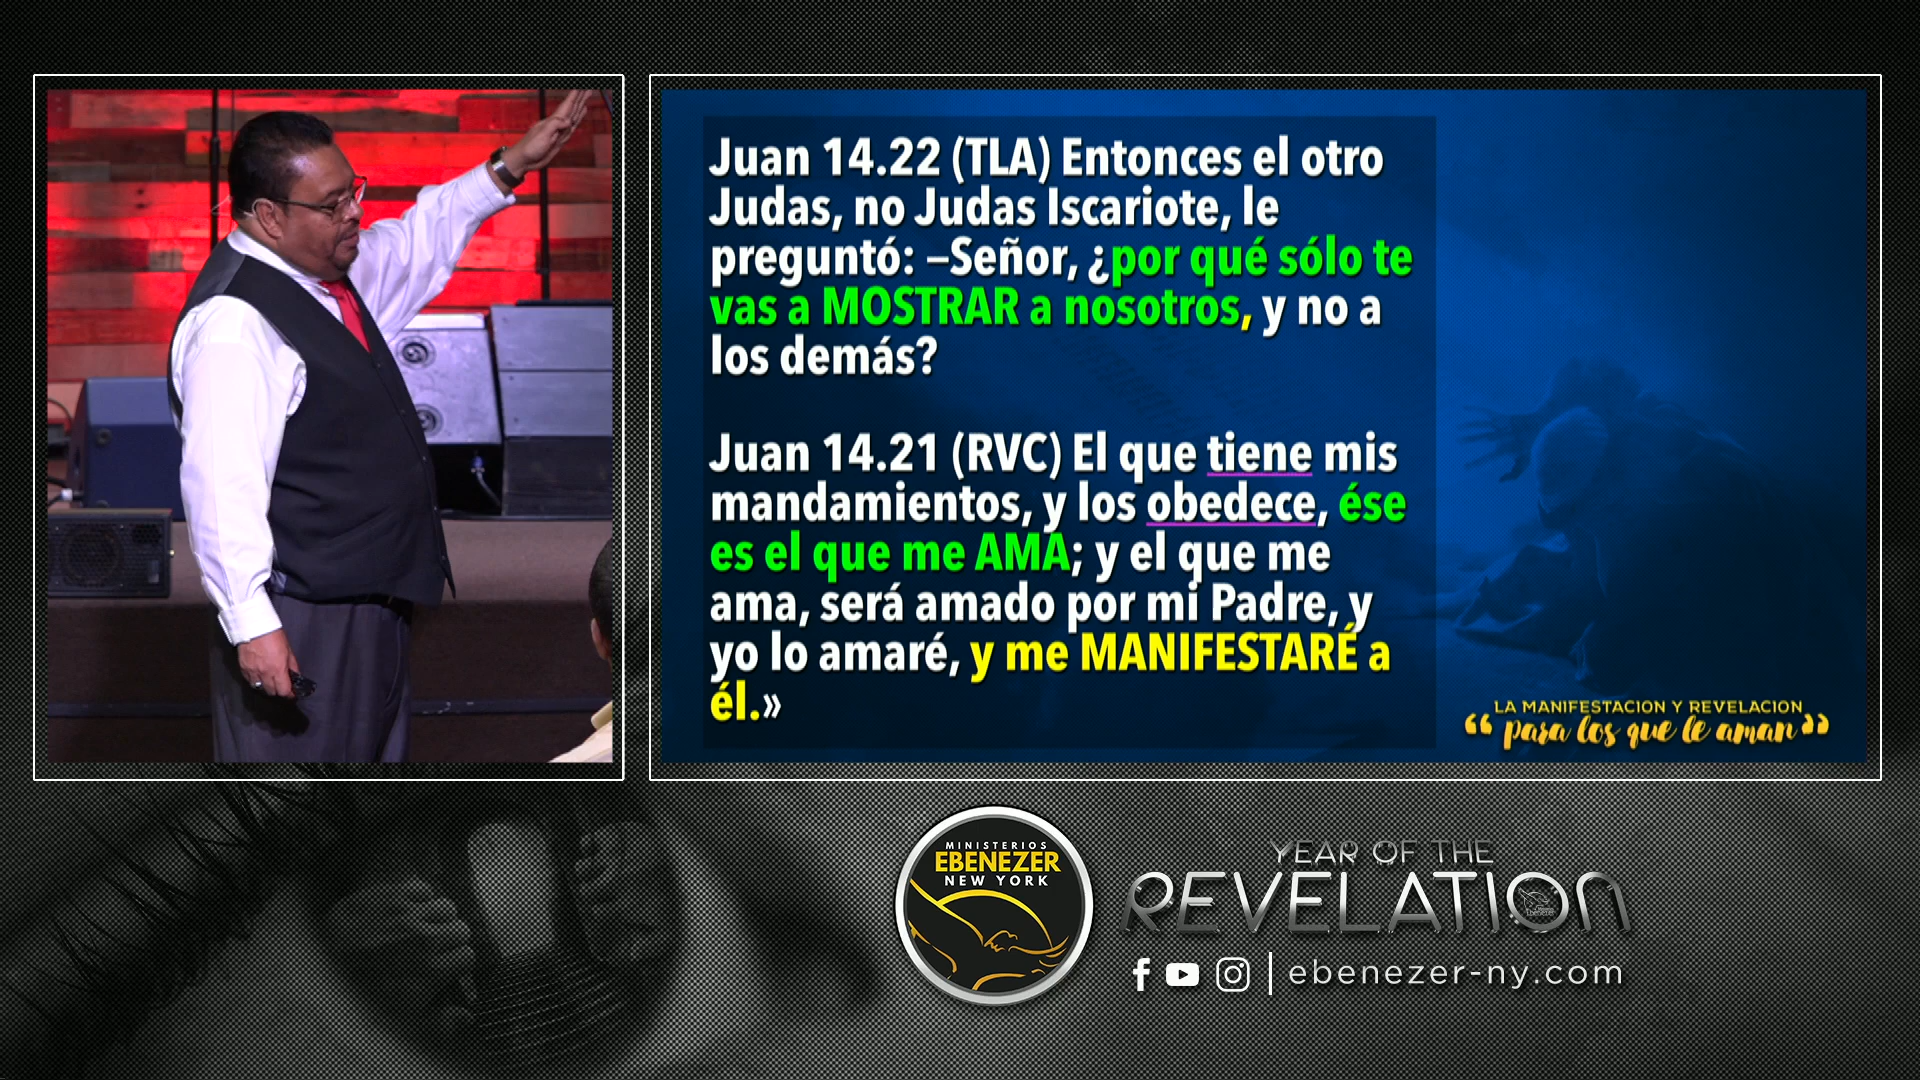 Juan 14.22 (TLA) Entonces el otro
Judas, no Judas Iscariote, le
preguntó: –Señor, ¿por qué sólo te
vas a MOSTRAR a nosotros, y no a
los demás?
Juan 14.21 (RVC) El que tiene mis
mandamientos, y los obedece, ése
es el que me AMA; y el que me
ama, será amado por mi Padre, y
yo lo amaré, y me MANIFESTARÉ a
él.»
LA MANIFESTACION Y REVELACION
“para los que le aman”
MINISTERIOS
EBENEZER
NEW YORK
YEAR OF THE
REVELATION
ebenezer-ny.com